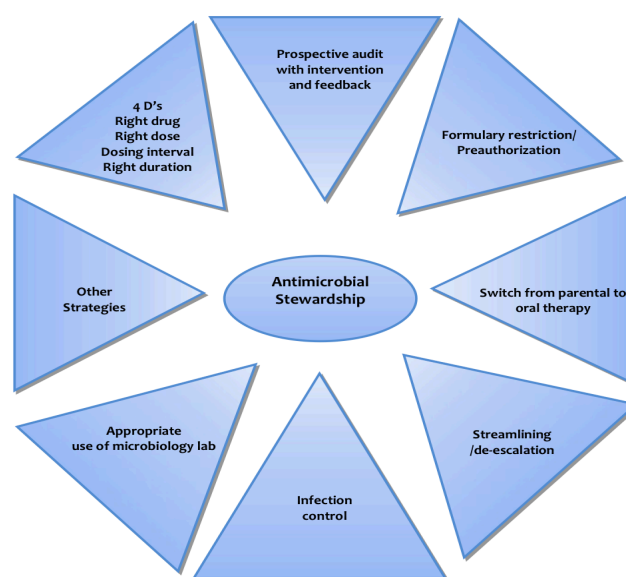 Prospective audit
with intervention
and feedback
4 D's
Right drug
Right dose
Dosing interval
Right duration
Formulary restriction/
Preauthorization
Other
Strategies
Antimicrobial
Stewardship
Switch from parental to
oral therapy
Appropriate
use of microbiology lab
Streamlining
/de-escalation
Infection
control